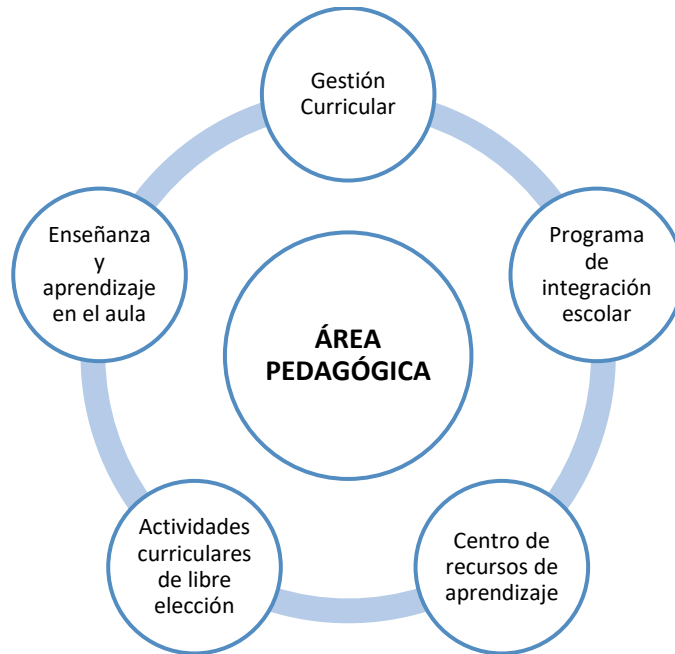 Gestión
Curricular
Programa
de
integración
escolar
Centro de
recursos de
aprendizaje
Actividades
curriculares
de libre
elección
Enseñanza
y
aprendizaje
en el aula
ÁREA
PEDAGÓGICA